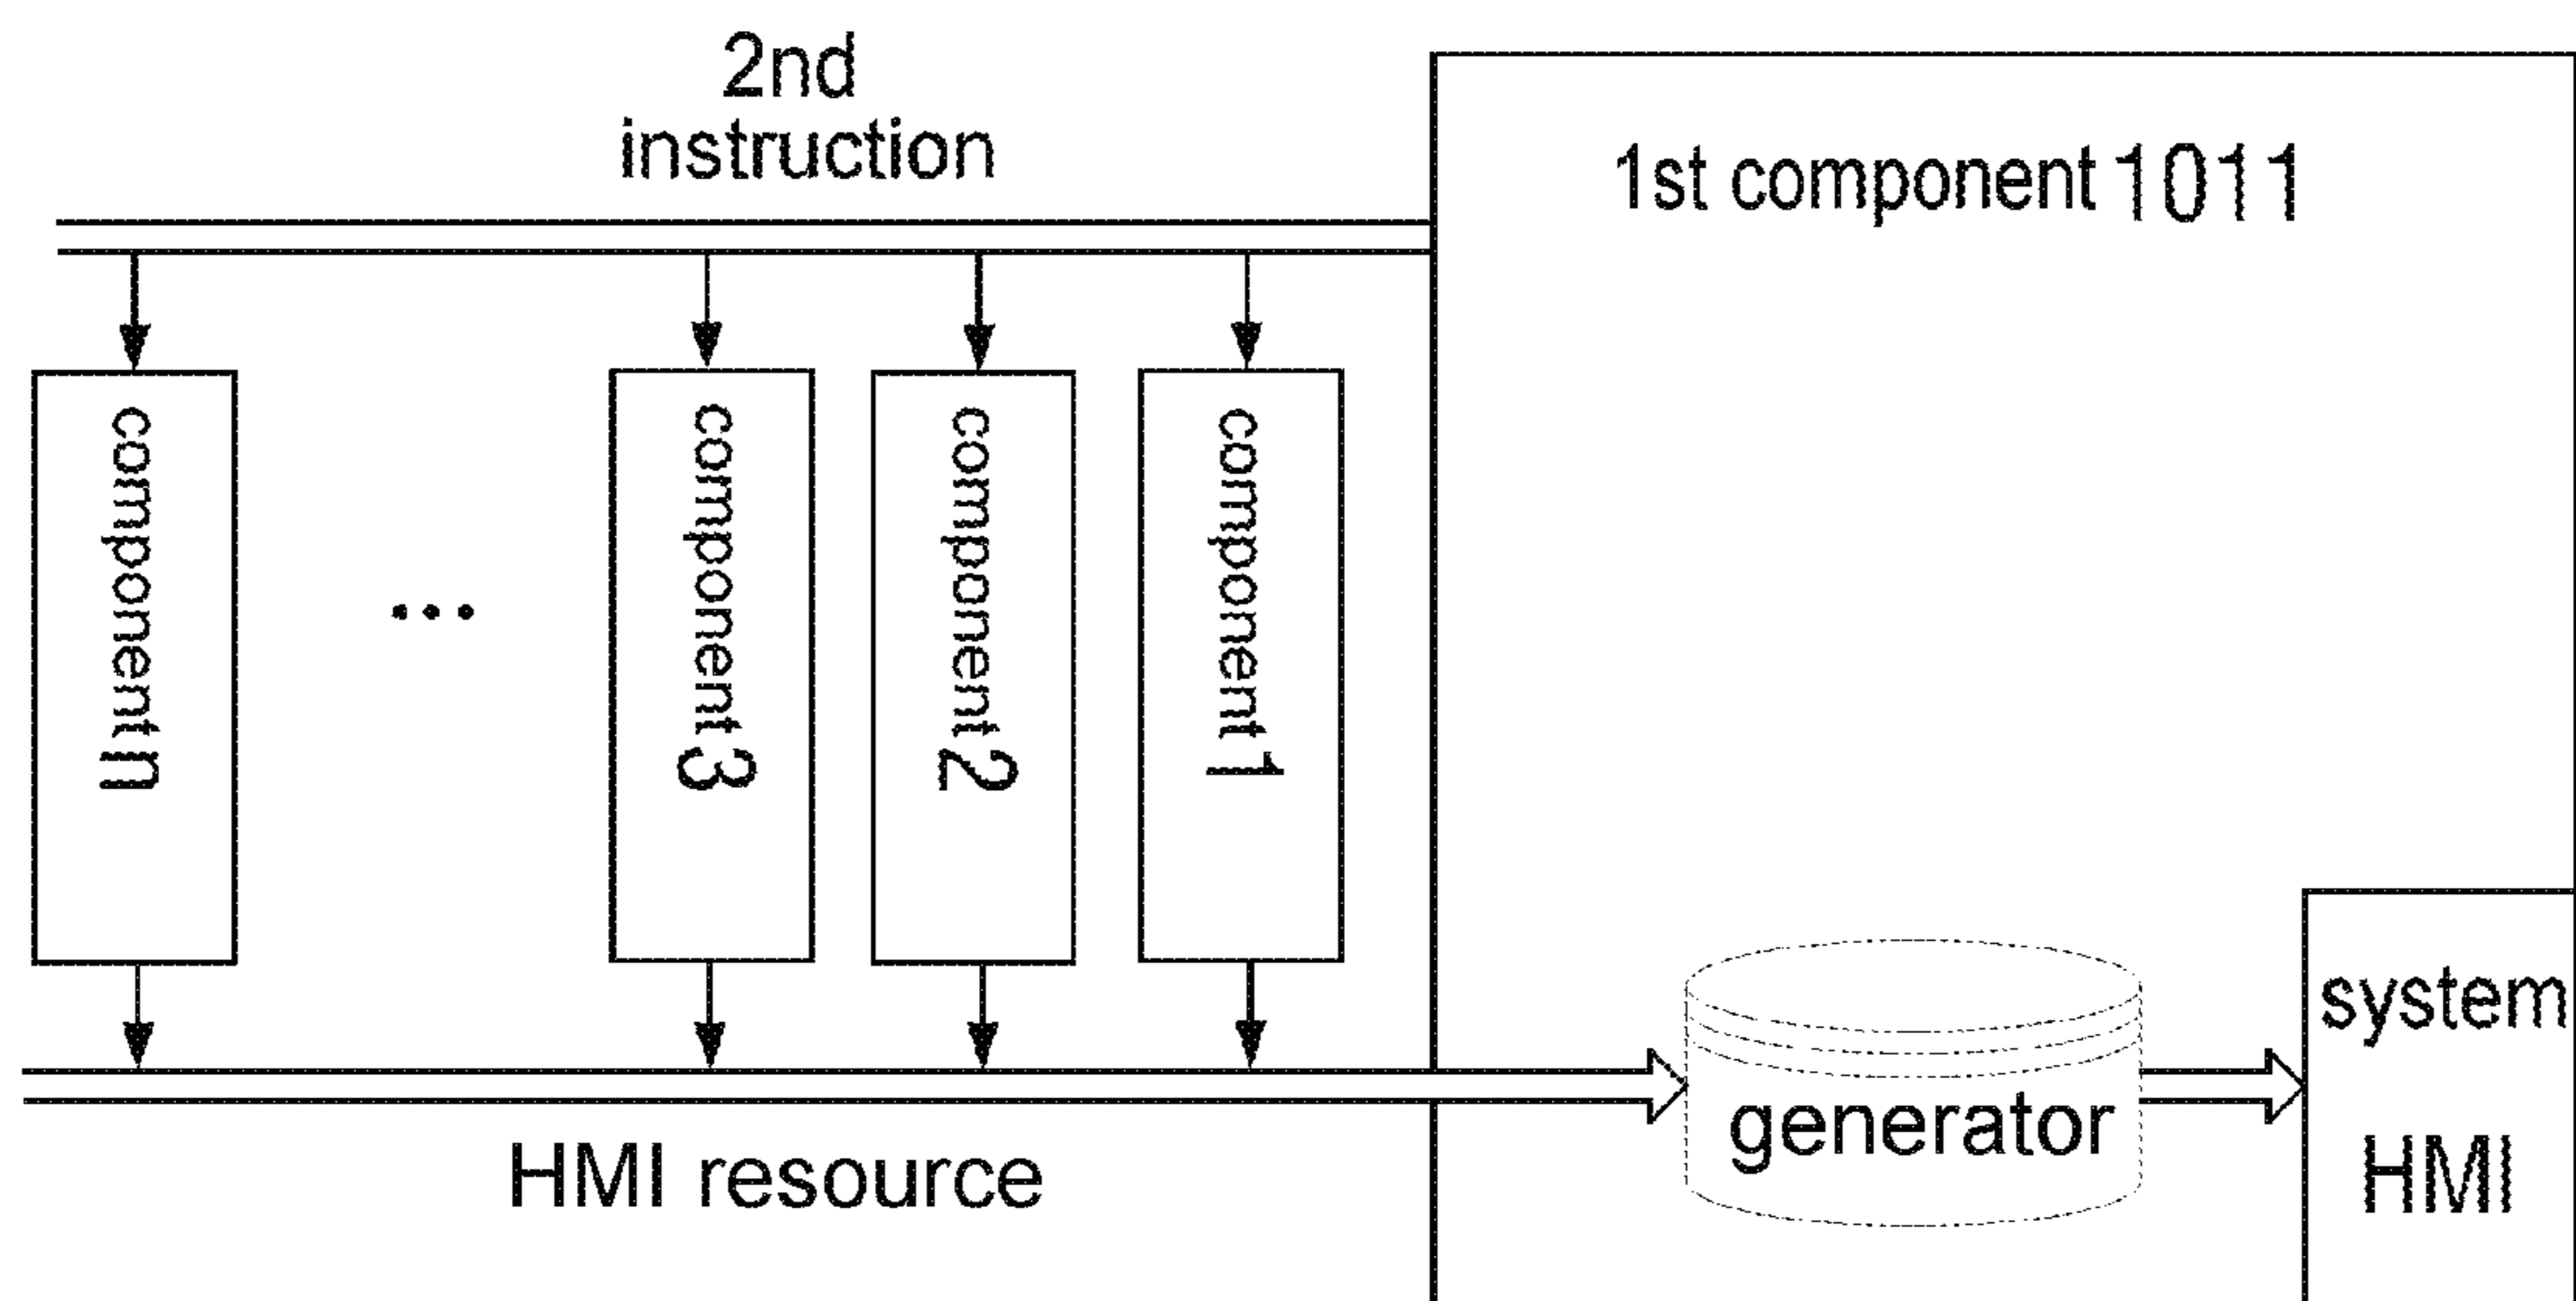 2nd
instruction
1st component 1011
component n
...
component 3
component 2
component 1
system
HMI
generator
HMI resource